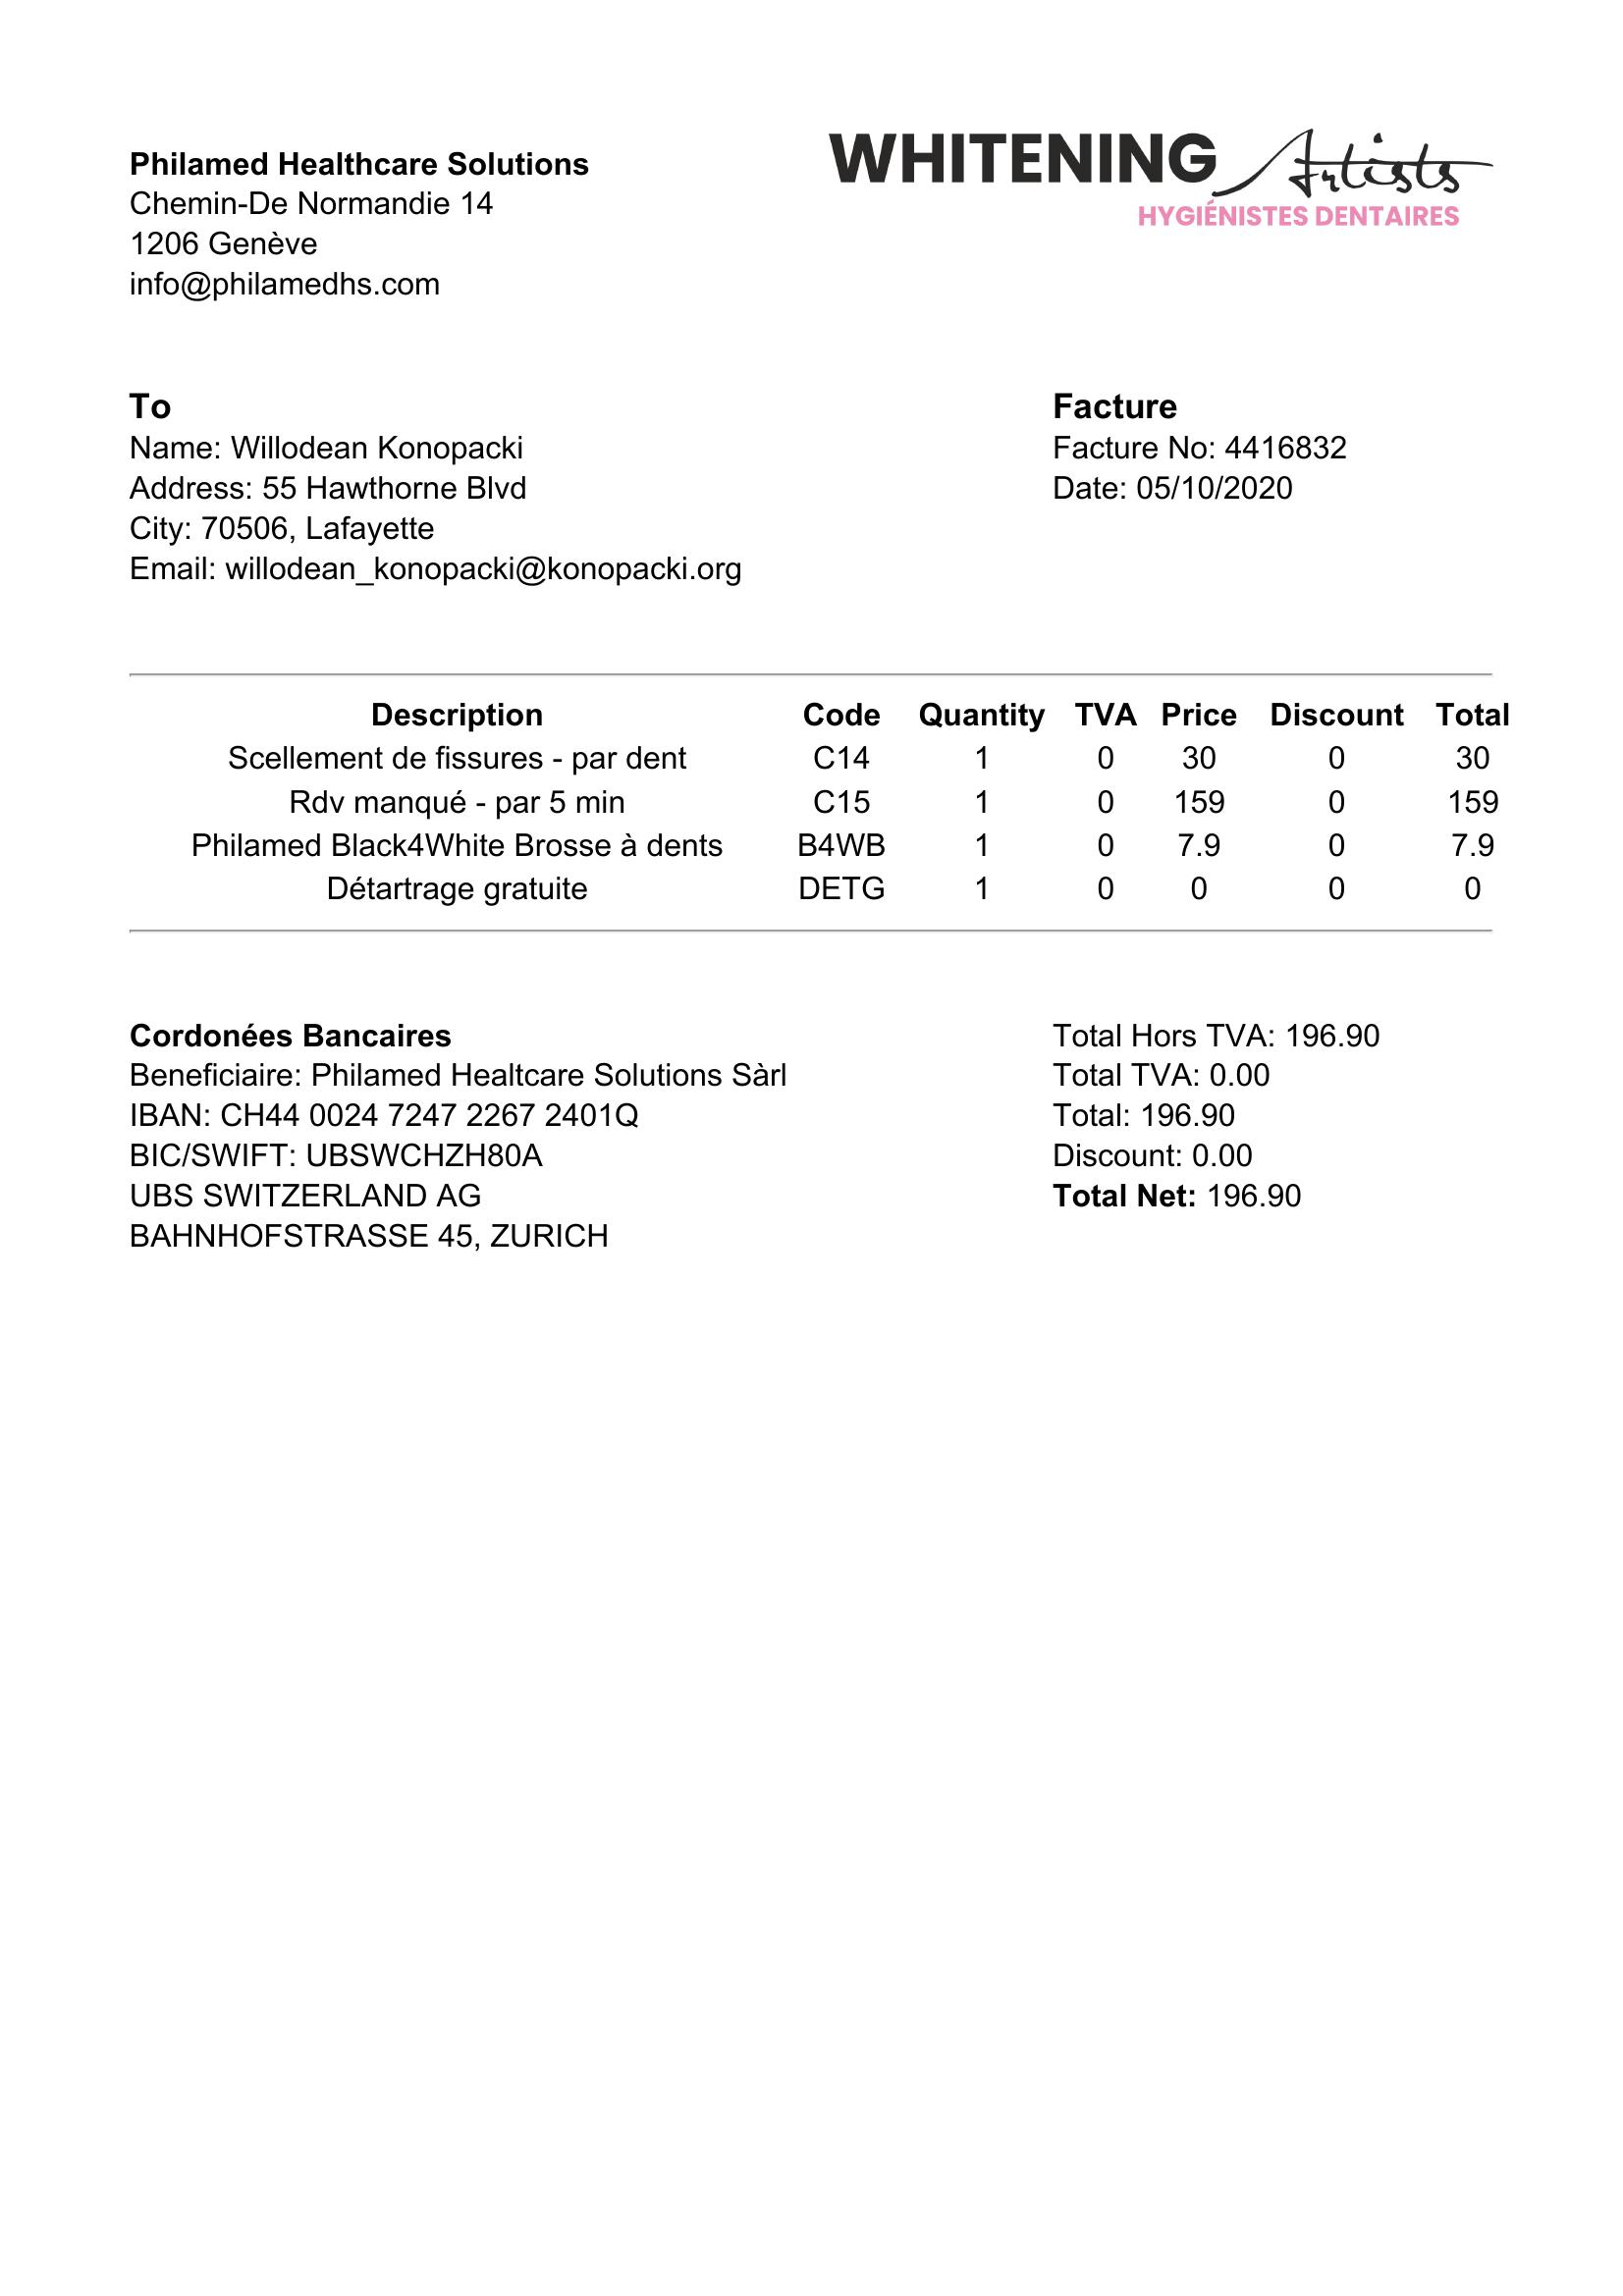 Philamed Healthcare Solutions
Chemin-De Normandie 14
1206 Genève
info@philamedhs.com
WHITENING Artists
HYGIÉNISTES DENTAIRES
To
Name: Willodean Konopacki
Address: 55 Hawthorne Blvd
City: 70506, Lafayette
Email: willodean_konopacki@konopacki.org
Facture
Facture No: 4416832
Date: 05/10/2020
Description Code Quantity TVA Price Discount Total
Scellement de fissures - par dent C14 1 0 30 0 30
Rdv manqué - par 5 min C15 1 0 159 0 159
Philamed Black4White Brosse à dents B4WB 1 0 7.9 0 7.9
Détartrage gratuite DETG 1 0 0 0 0
Cordonées Bancaires
Beneficiaire: Philamed Healtcare Solutions Sàrl
IBAN: CH44 0024 7247 2267 2401Q
BIC/SWIFT: UBSWCHZH80A
UBS SWITZERLAND AG
BAHNHOFSTRASSE 45, ZURICH
Total Hors TVA: 196.90
Total TVA: 0.00
Total: 196.90
Discount: 0.00
Total Net: 196.90